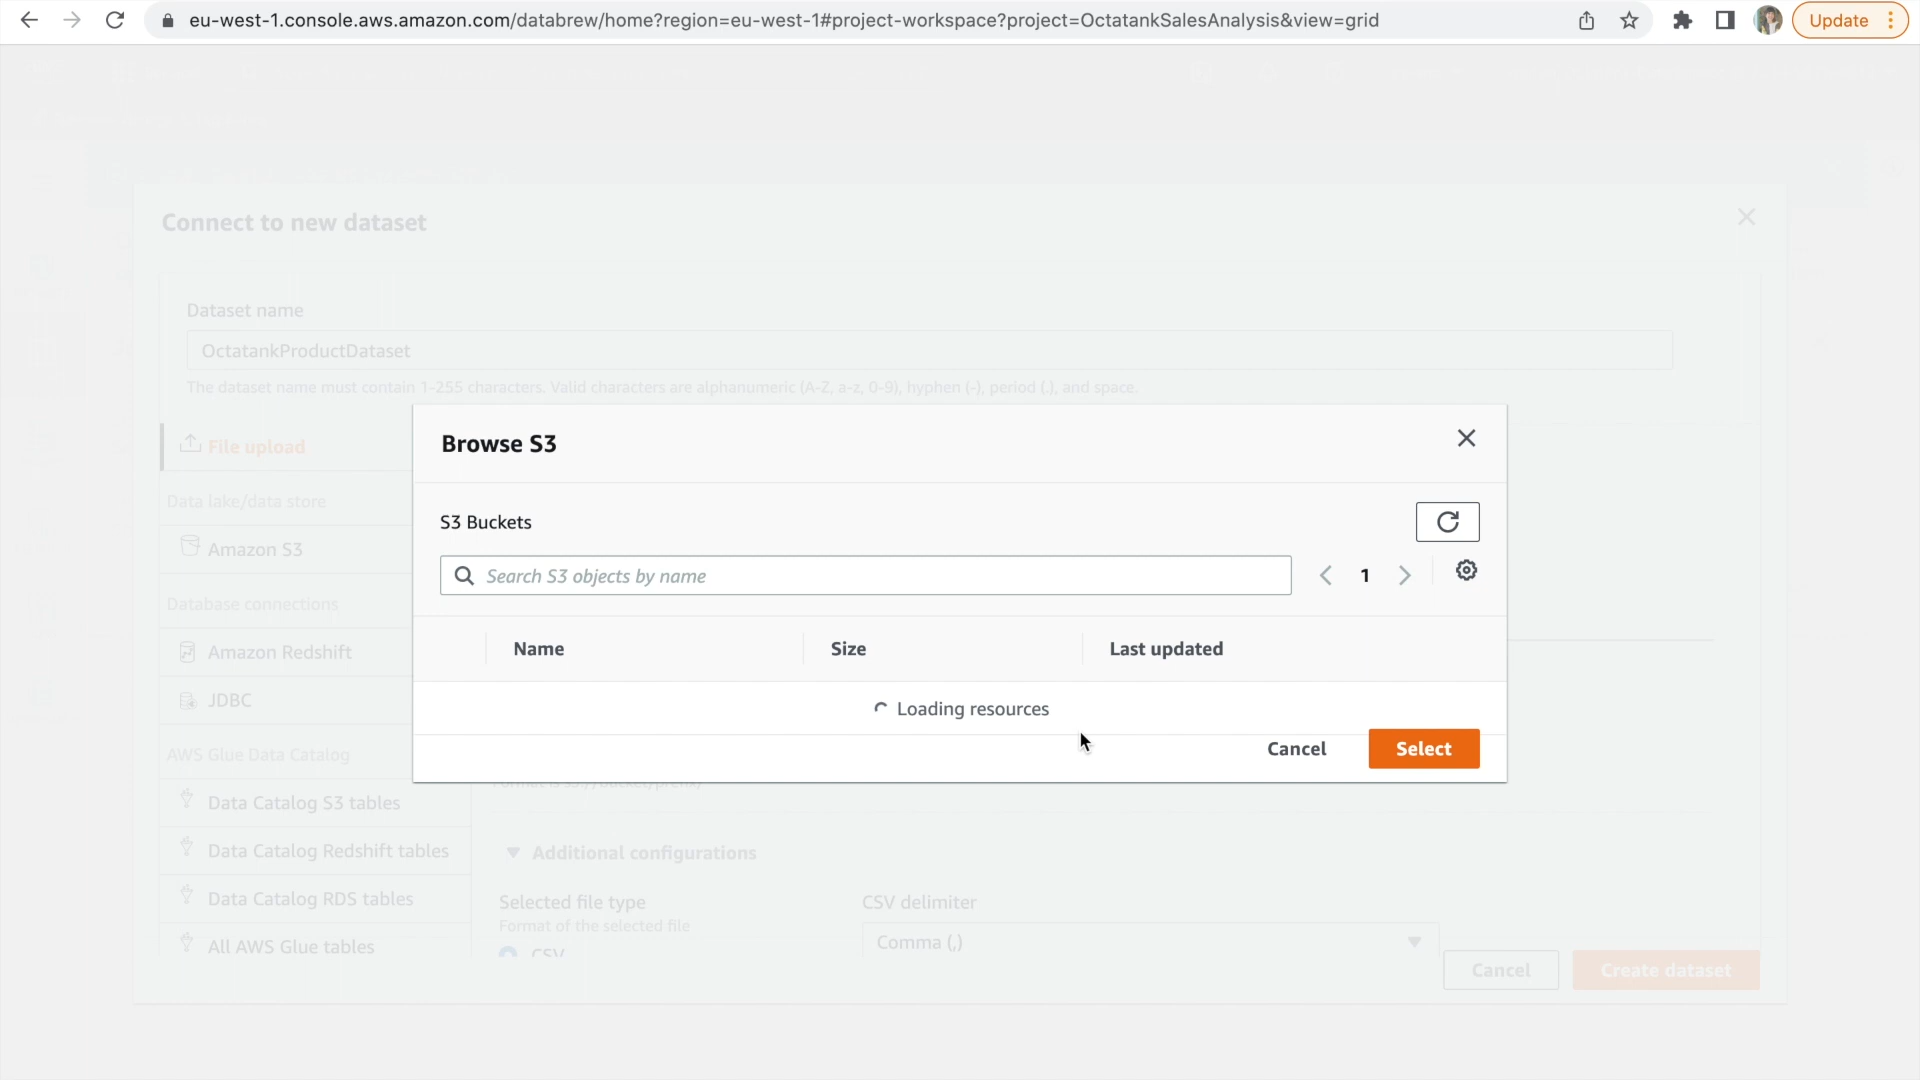 eu-west-1.console.aws.amazon.com/databrew/home?region=eu-west-1#project-workspace?project=OctatankSalesAnalysis&view=grid
Update
Connect to new dataset
Dataset name
OctatankProductDataset
The dataset name must contain 1-255 characters. Valid characters are alphanumeric (A-Z, a-z, 0-9), hyphen (-), period (.), and space.
File upload
Data lake/data store
Amazon S3
Database connections
Amazon Redshift
JDBC
AWS Glue Data Catalog
Data Catalog S3 tables
Data Catalog Redshift tables
Data Catalog RDS tables
All AWS Glue tables
Browse S3
S3 Buckets
Search S3 objects by name
1
Name Size Last updated
Loading resources
Cancel Select
Additional configurations
Selected file type
Format of the selected file
CSV
CSV delimiter
Comma (,)
Cancel Create dataset